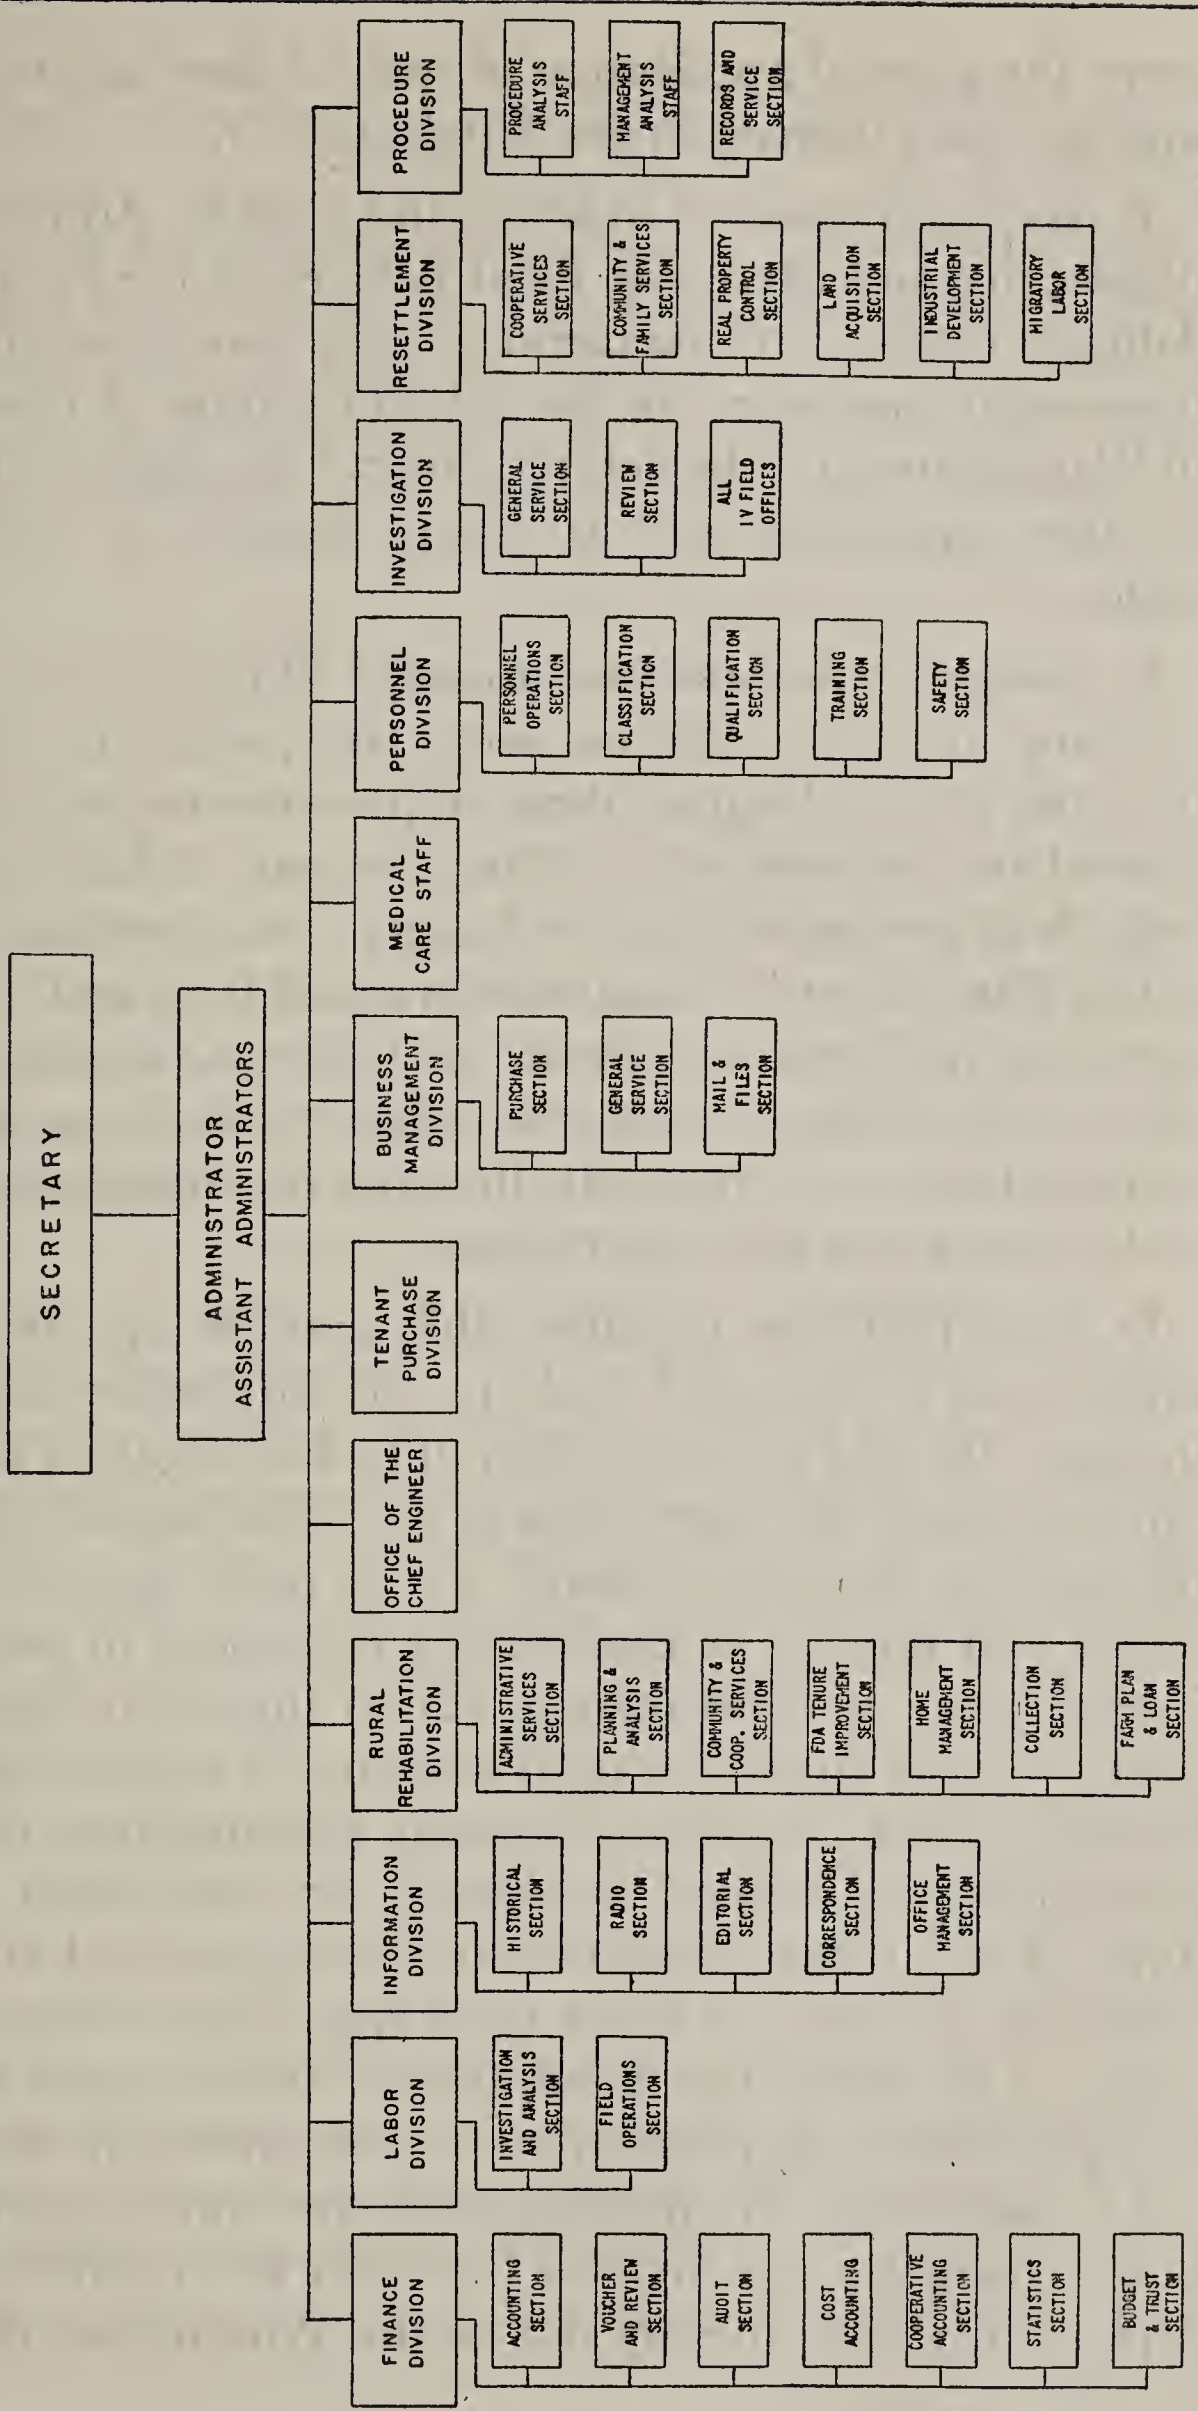 SECRETARY
ADMINISTRATOR
ASSISTANT ADMINISTRATORS
FINANCE
DIVISION
ACCOUNTING
SECTION
VOUCHER
AND REVIEW
SECTION
AUDIT
SECTION
COST
ACCOUNTING
COOPERATIVE
ACCOUNTING
SECTION
STATISTICS
SECTION
BUDGET
& TRUST
SECTION
LABOR
DIVISION
INVESTIGATION
AND ANALYSIS
SECTION
FIELD
OPERATIONS
SECTION
INFORMATION
DIVISION
HISTORICAL
SECTION
RADIO
SECTION
EDITORIAL
SECTION
CORRESPONDENCE
SECTION
OFFICE
MANAGEMENT
SECTION
RURAL
REHABILITATION
DIVISION
ADMINISTRATIVE
SERVICES
SECTION
PLANNING &
ANALYSIS
SECTION
COMMUNITY &
COOP. SERVICES
SECTION
FDA TENURE
IMPROVEMENT
SECTION
HOME
MANAGEMENT
SECTION
COLLECTION
SECTION
FARM PLAN
& LOAN
SECTION
OFFICE OF THE
CHIEF ENGINEER
TENANT
PURCHASE
DIVISION
BUSINESS
MANAGEMENT
DIVISION
PURCHASE
SECTION
GENERAL
SERVICE
SECTION
MAIL &
FILES
SECTION
MEDICAL
CARE STAFF
PERSONNEL
DIVISION
PERSONNEL
OPERATIONS
SECTION
CLASSIFICATION
SECTION
QUALIFICATION
SECTION
TRAINING
SECTION
SAFETY
SECTION
INVESTIGATION
DIVISION
GENERAL
SERVICE
SECTION
REVIEW
SECTION
ALL
IV FIELD
OFFICES
RESETTLEMENT
DIVISION
COOPERATIVE
SERVICES
SECTION
COMMUNITY &
FAMILY SERVICES
SECTION
REAL PROPERTY
CONTROL
SECTION
LAND
ACQUISITION
SECTION
INDUSTRIAL
DEVELOPMENT
SECTION
MIGRATORY
LABOR
SECTION
PROCEDURE
DIVISION
PROCEDURE
ANALYSIS
STAFF
MANAGEMENT
ANALYSIS
STAFF
RECORDS AND
SERVICE
SECTION